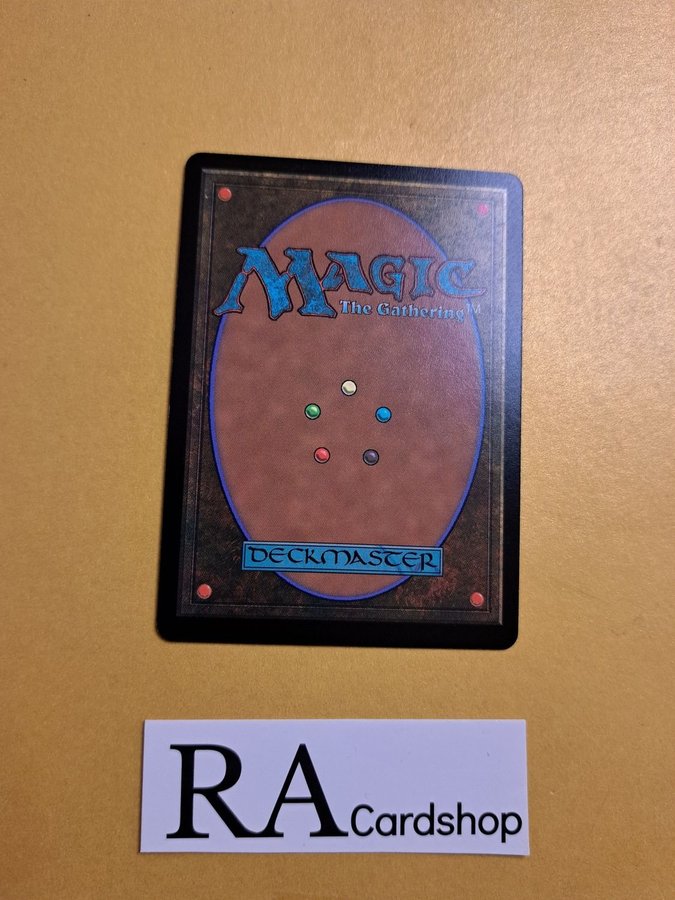 MAGIC
The Gathering™
DECKMASTER
RA Cardshop